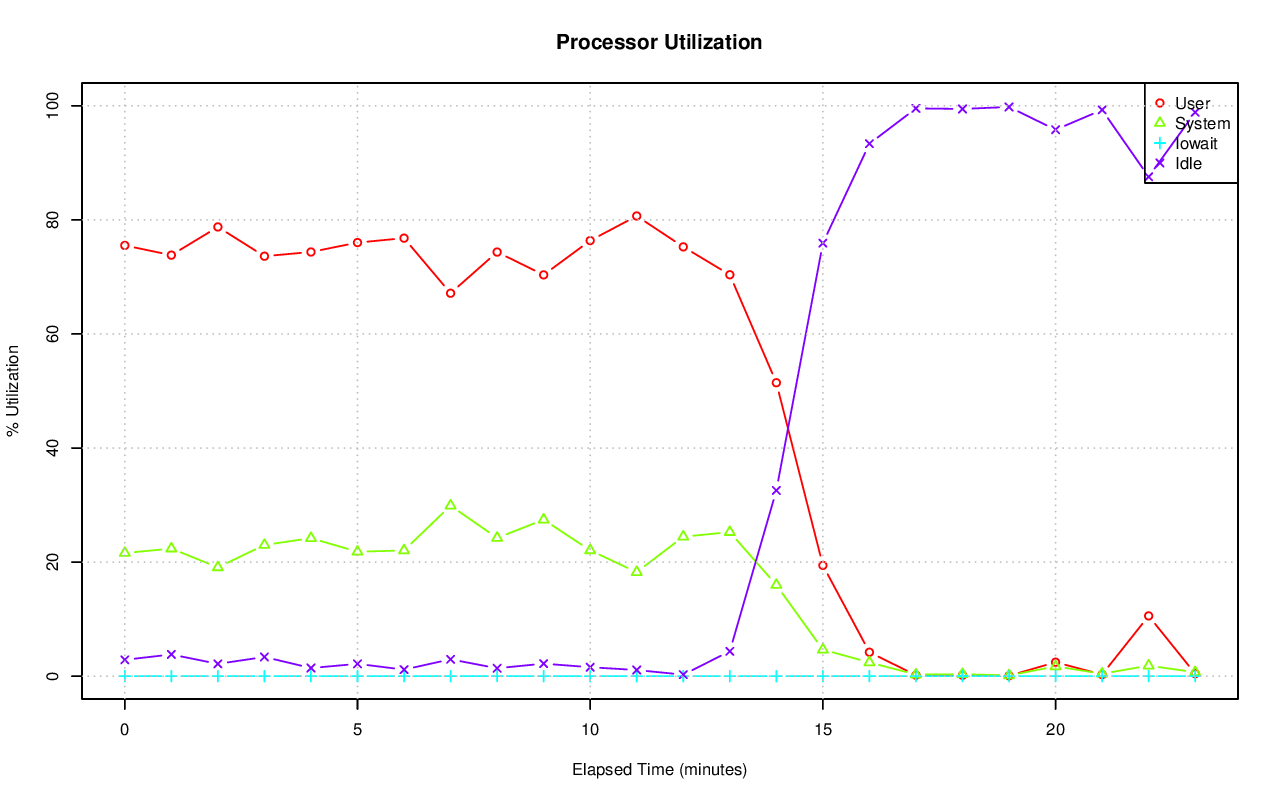 Processor Utilization
User
System
Iowait
Idle
% Utilization
100
80
60
40
20
0
0 5 10 15 20
Elapsed Time (minutes)